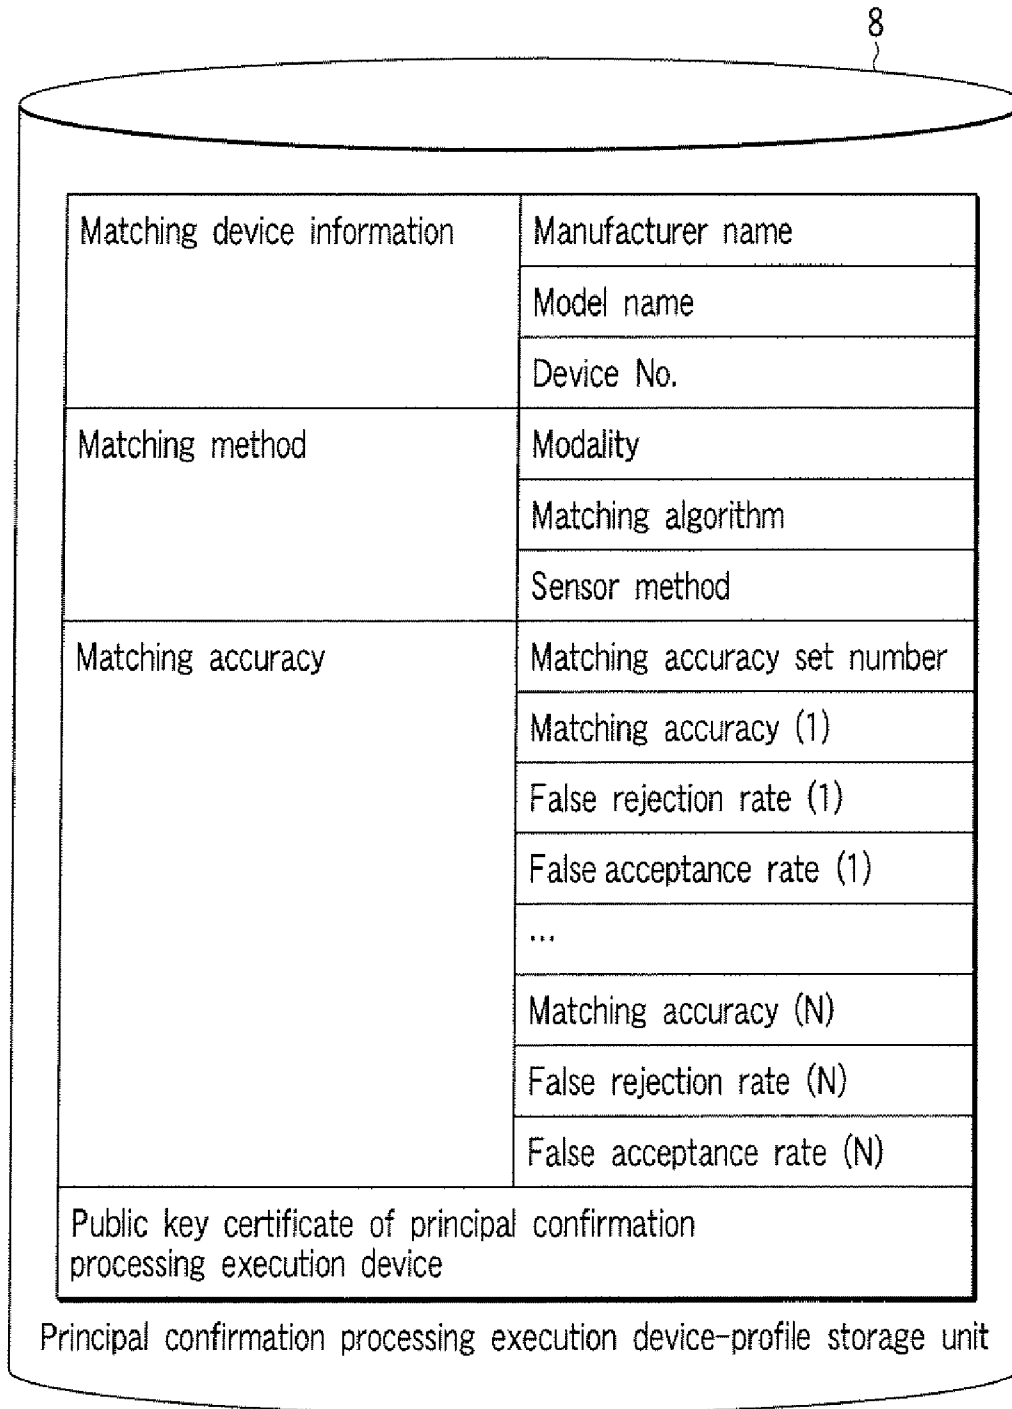 8
Matching device information
Manufacturer name
Model name
Device No.
Matching method
Modality
Matching algorithm
Sensor method
Matching accuracy
Matching accuracy set number
Matching accuracy (1)
False rejection rate (1)
False acceptance rate (1)
...
Matching accuracy (N)
False rejection rate (N)
False acceptance rate (N)
Public key certificate of principal confirmation
processing execution device
Principal confirmation processing execution device-profile storage unit